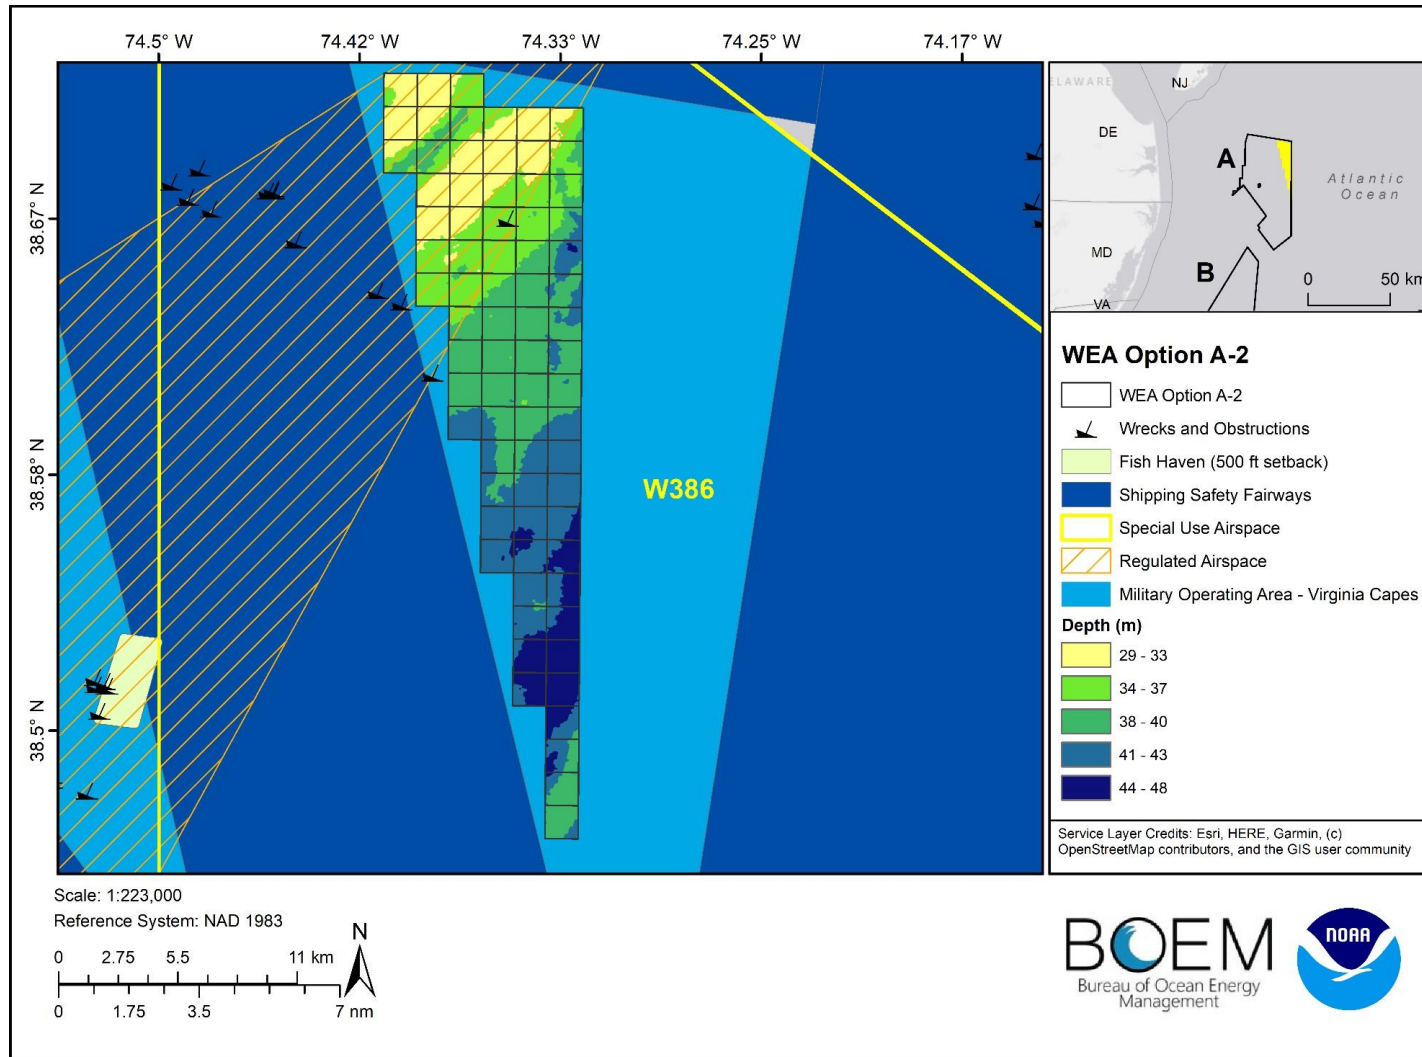 74.5° W
74.42° W
74.33° W
74.25° W
74.17° W
38.67° N
38.58° N
38.5° N
W386
ELAWARE
NJ
DE
A
Atlantic
Ocean
MD
B
0
50 km
VA
WEA Option A-2
WEA Option A-2
Wrecks and Obstructions
Fish Haven (500 ft setback)
Shipping Safety Fairways
Special Use Airspace
Regulated Airspace
Military Operating Area - Virginia Capes
Depth (m)
29 - 33
34 - 37
38 - 40
41 - 43
44 - 48
Service Layer Credits: Esri, HERE, Garmin, (c)
OpenStreetMap contributors, and the GIS user community
Scale: 1:223,000
Reference System: NAD 1983
0 2.75 5.5 11 km
0 1.75 3.5 7 nm
N
BOEM
Bureau of Ocean Energy
Management
NOAA